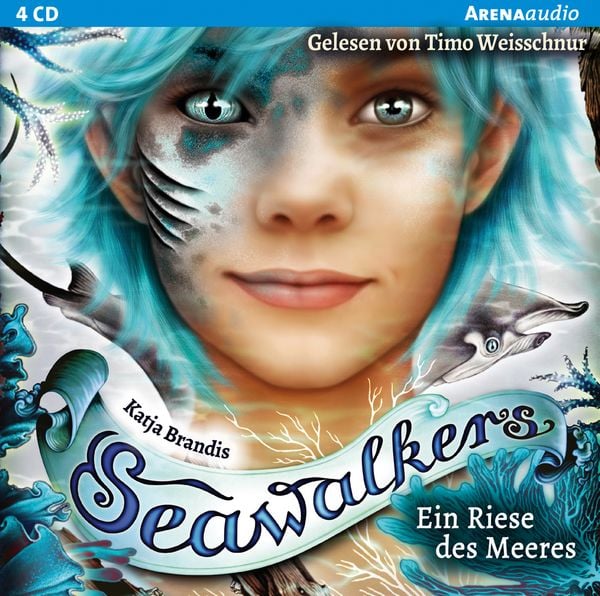 4 CD
ARENAaudio
Gelesen von Timo Weisschnur
Katja Brandis
Seawalkers
Ein Riese
des Meeres